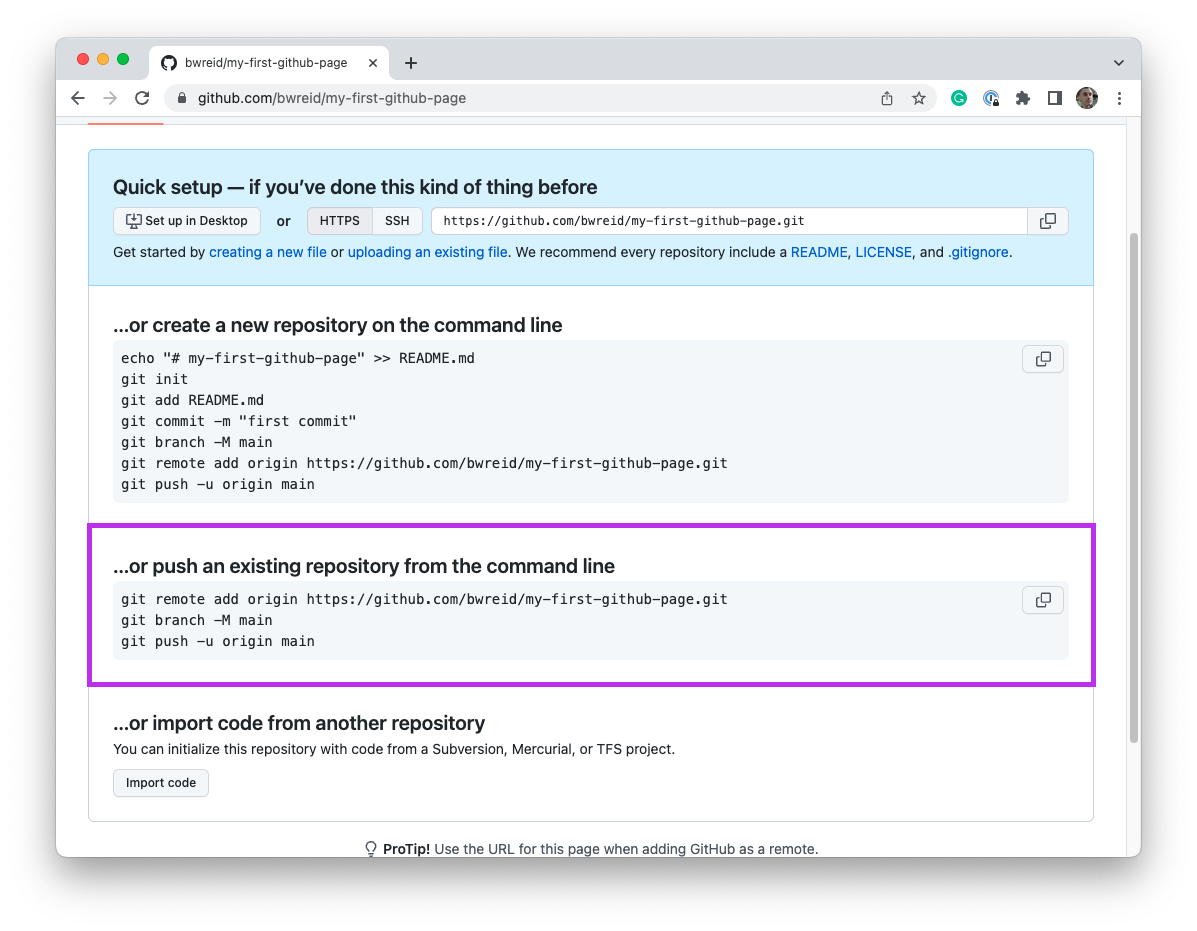 bwreid/my-first-github-page
github.com/bwreid/my-first-github-page
Quick setup — if you’ve done this kind of thing before
Set up in Desktop or HTTPS SSH https://github.com/bwreid/my-first-github-page.git
Get started by creating a new file or uploading an existing file. We recommend every repository include a README, LICENSE, and .gitignore.
…or create a new repository on the command line
echo "# my-first-github-page" >> README.md
git init
git add README.md
git commit -m "first commit"
git branch -M main
git remote add origin https://github.com/bwreid/my-first-github-page.git
git push -u origin main
…or push an existing repository from the command line
git remote add origin https://github.com/bwreid/my-first-github-page.git
git branch -M main
git push -u origin main
…or import code from another repository
You can initialize this repository with code from a Subversion, Mercurial, or TFS project.
Import code
ProTip! Use the URL for this page when adding GitHub as a remote.